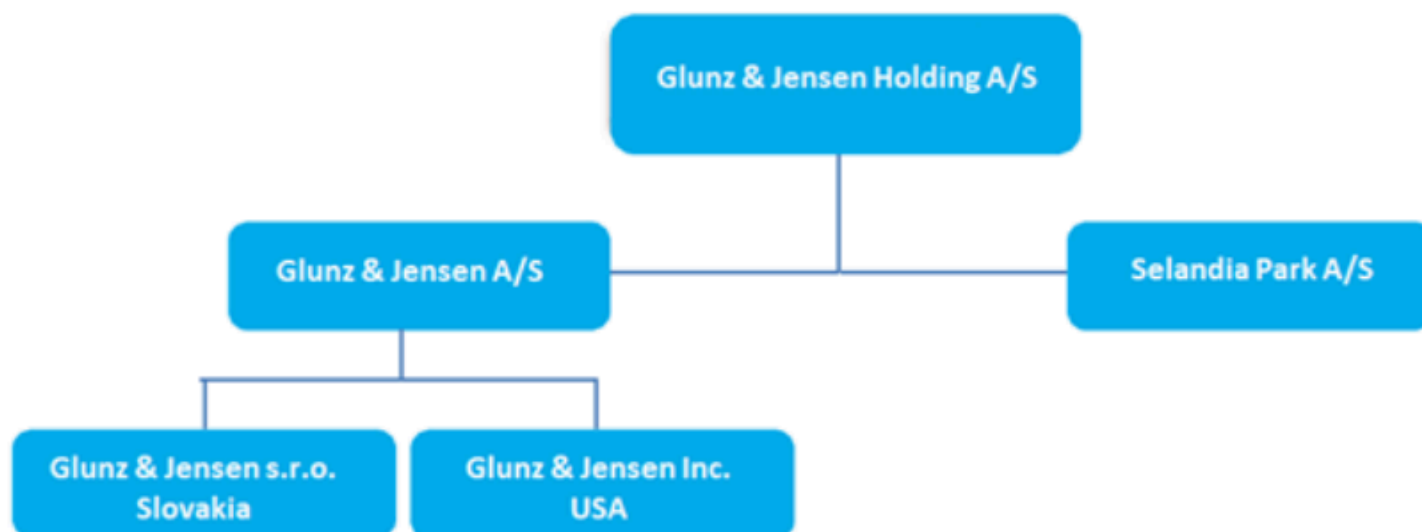 Glunz & Jensen Holding A/S
Glunz & Jensen A/S
Selandia Park A/S
Glunz & Jensen s.r.o.
Slovakia
Glunz & Jensen Inc.
USA